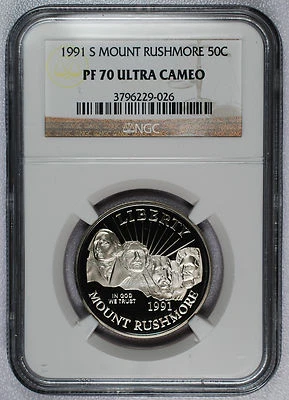 1991 S MOUNT RUSHMORE 50C
PF 70 ULTRA CAMEO
3796229-026
NGC
LIBERTY
IN GOD
WE TRUST
1991
MOUNT RUSHMORE